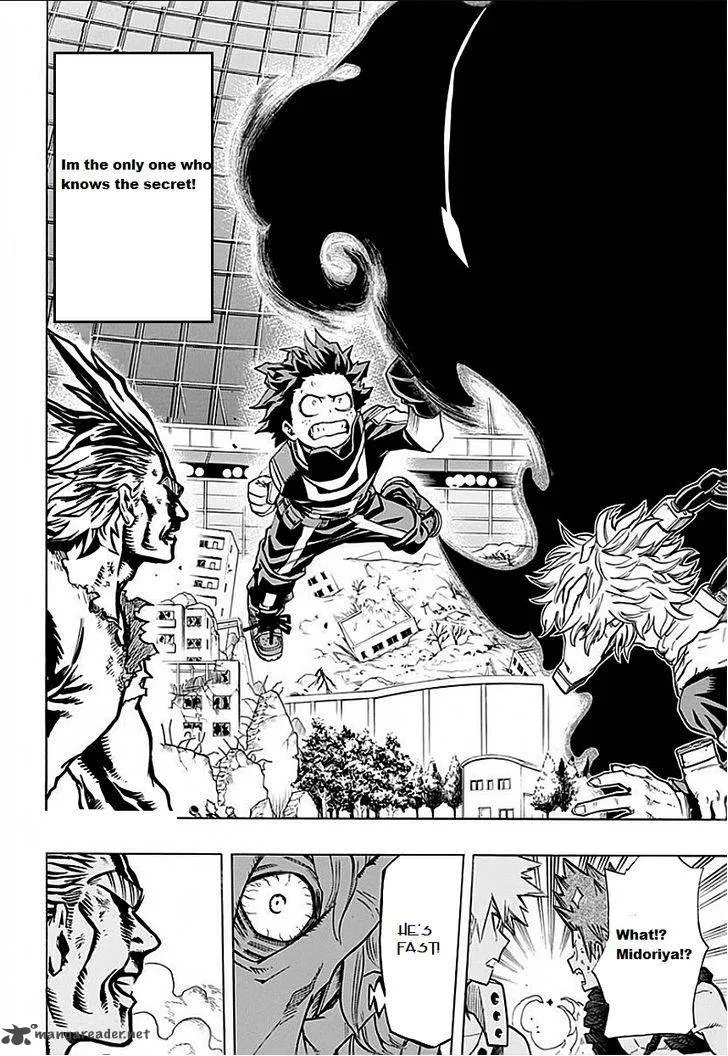 Im the only one who
knows the secret!
What!?
Midoriya!?
HE'S
FAST!
mangareader.net